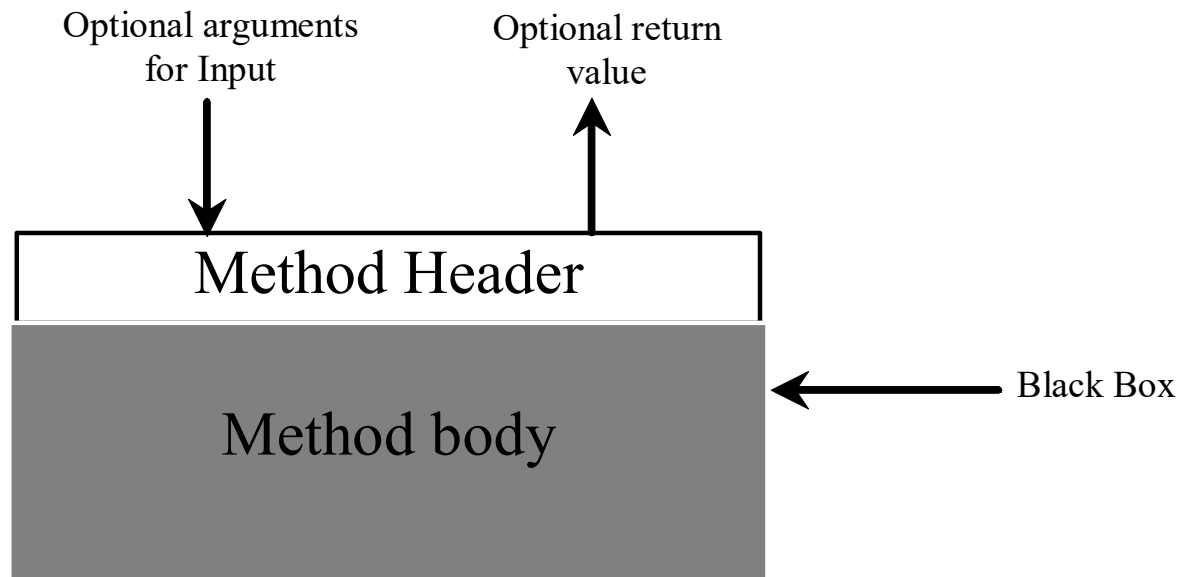 Optional arguments
for Input
Optional return
value
Method Header
Black Box
Method body